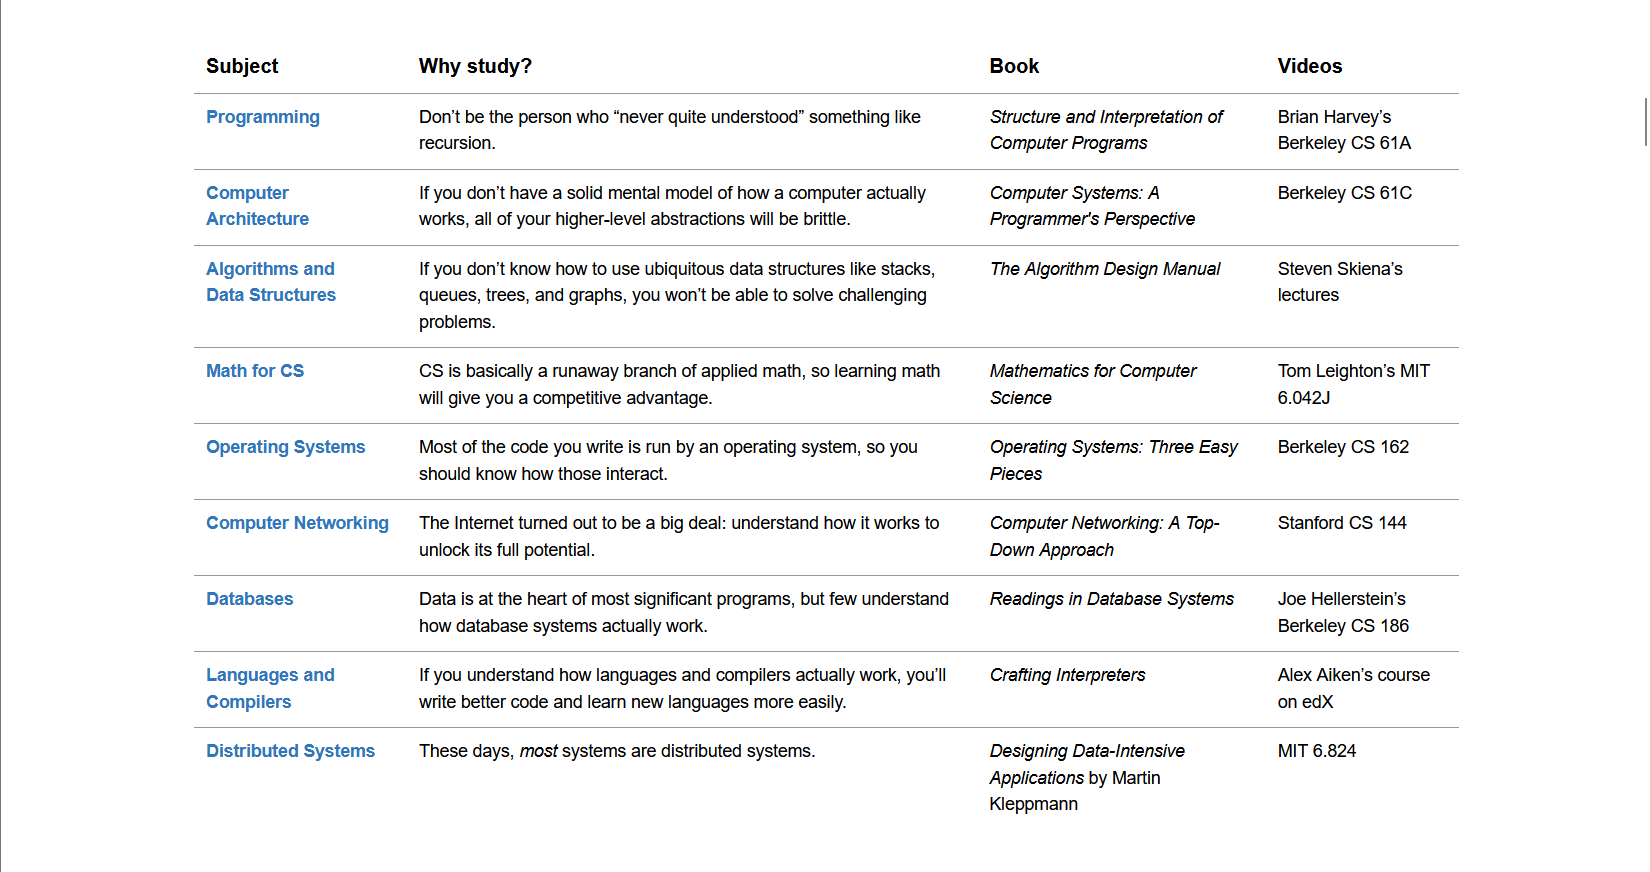 Subject Why study? Book Videos
Programming Don’t be the person who “never quite understood” something like Structure and Interpretation of Brian Harvey’s
recursion. Computer Programs Berkeley CS 61A
Computer If you don’t have a solid mental model of how a computer actually Computer Systems: A Berkeley CS 61C
Architecture works, all of your higher-level abstractions will be brittle. Programmer's Perspective
Algorithms and If you don’t know how to use ubiquitous data structures like stacks, The Algorithm Design Manual Steven Skiena’s
Data Structures queues, trees, and graphs, you won’t be able to solve challenging lectures
problems.
Math for CS CS is basically a runaway branch of applied math, so learning math Mathematics for Computer Tom Leighton’s MIT
will give you a competitive advantage. Science 6.042J
Operating Systems Most of the code you write is run by an operating system, so you Operating Systems: Three Easy Berkeley CS 162
should know how those interact. Pieces
Computer Networking The Internet turned out to be a big deal: understand how it works to Computer Networking: A Top- Stanford CS 144
unlock its full potential. Down Approach
Databases Data is at the heart of most significant programs, but few understand Readings in Database Systems Joe Hellerstein’s
how database systems actually work. Berkeley CS 186
Languages and If you understand how languages and compilers actually work, you’ll Crafting Interpreters Alex Aiken’s course
Compilers write better code and learn new languages more easily. on edX
Distributed Systems These days, most systems are distributed systems. Designing Data-Intensive MIT 6.824
Applications by Martin
Kleppmann